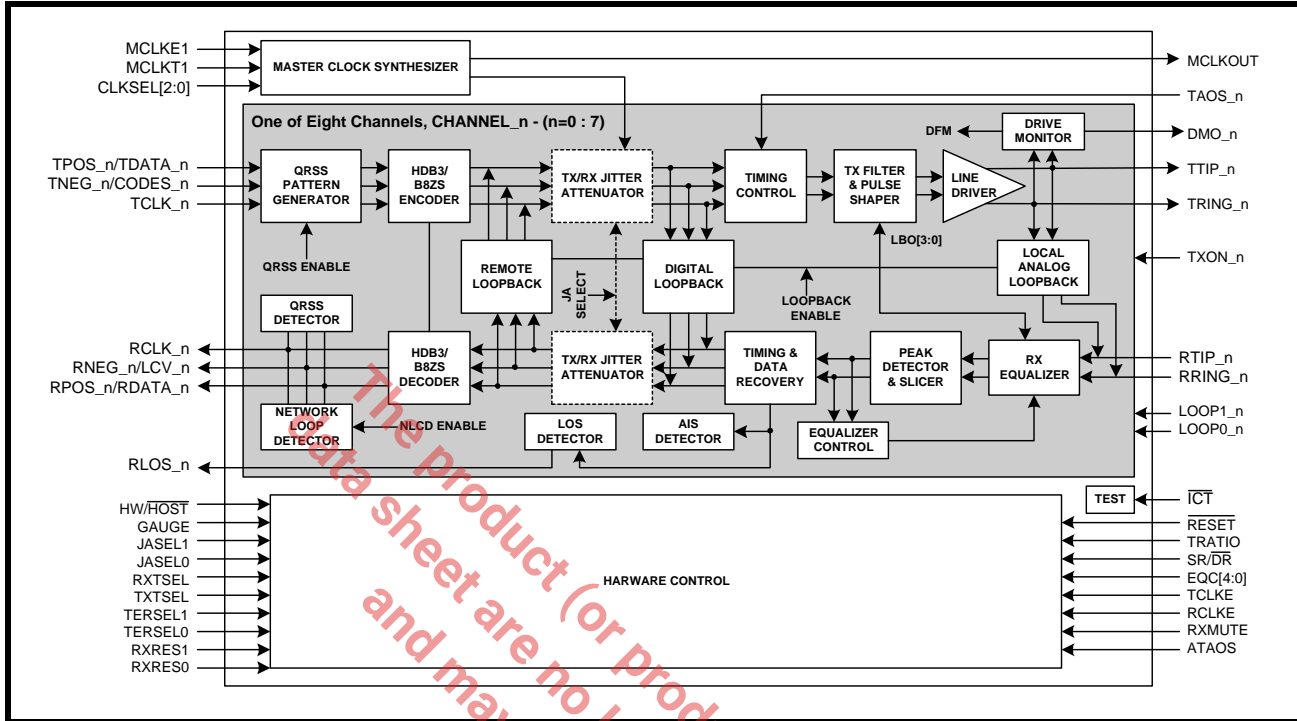 MCLKE1
MCLKT1
CLKSEL[2:0]
MASTER CLOCK SYNTHESIZER
MCLKOUT
TAOS_n
One of Eight Channels, CHANNEL_n - (n=0 : 7)
DFM
DRIVE
MONITOR
DMO_n
TPOS_n/TDATA_n
TNEG_n/CODES_n
TCLK_n
QRSS
PATTERN
GENERATOR
HDB3/
B8ZS
ENCODER
TX/RX JITTER
ATTENUATOR
TIMING
CONTROL
TX FILTER
& PULSE
SHAPER
LINE
DRIVER
TTIP_n
TRING_n
LBO[3:0]
QRSS ENABLE
REMOTE
LOOPBACK
JA
SELECT
DIGITAL
LOOPBACK
LOOPBACK
ENABLE
LOCAL
ANALOG
LOOPBACK
TXON_n
QRSS
DETECTOR
RCLK_n
RNEG_n/LCV_n
RPOS_n/RDATA_n
HDB3/
B8ZS
DECODER
TX/RX JITTER
ATTENUATOR
TIMING &
DATA
RECOVERY
PEAK
DETECTOR
& SLICER
RX
EQUALIZER
RTIP_n
RRING_n
NETWORK
LOOP
DETECTOR
NLCD ENABLE
LOS
DETECTOR
AIS
DETECTOR
EQUALIZER
CONTROL
LOOP1_n
LOOP0_n
RLOS_n
TEST
ICT
HW/HOST
GAUGE
JASEL1
JASEL0
RXTSEL
TXTSEL
TERSEL1
TERSEL0
RXRES1
RXRES0
HARWARE CONTROL
RESET
TRATIO
SR/DR
EQC[4:0]
TCLKE
RCLKE
RXMUTE
ATAOS
The product (or prod
data sheet are no
and may